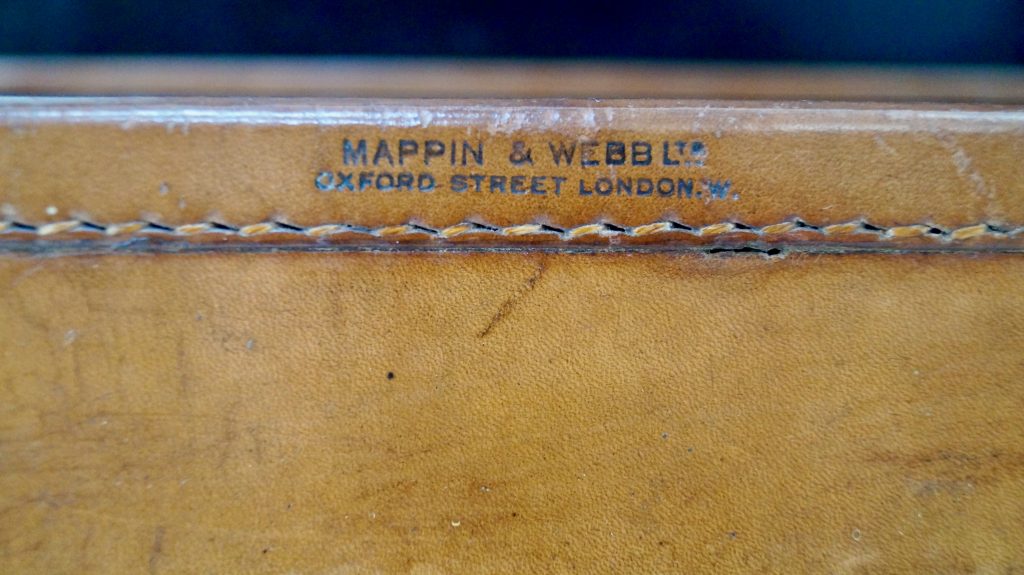 MAPPIN & WEBB LTD
OXFORD STREET LONDON. W.